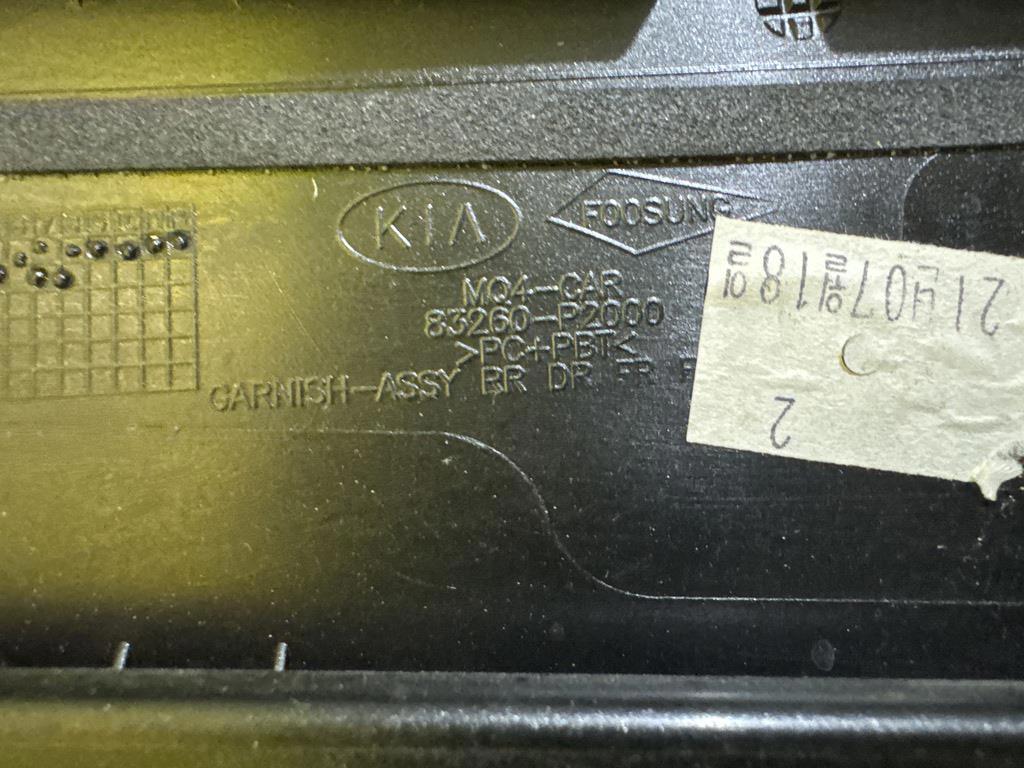 KIA
FOOSUNG
MQ4-CAR
83260-P2000
>PC+PBT<
GARNISH-ASSY RR DR FR
21년07월18일
2